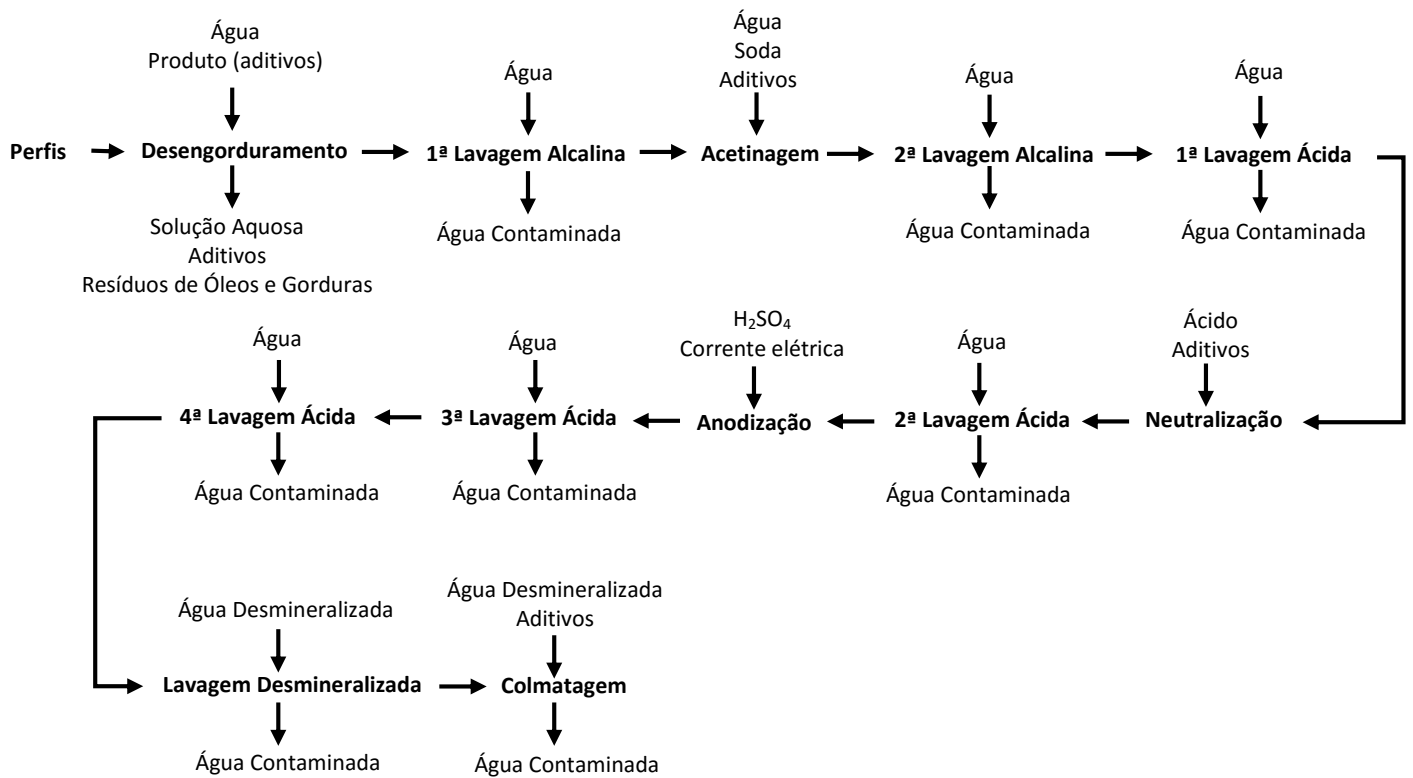 Água
Produto (aditivos)
Água
Água
Soda
Aditivos
Água
Água
Perfis
Desengorduramento
1ª Lavagem Alcalina
Acetinagem
2ª Lavagem Alcalina
1ª Lavagem Ácida
Solução Aquosa
Aditivos
Resíduos de Óleos e Gorduras
Água Contaminada
Água Contaminada
Água Contaminada
Água
Água
H₂SO₄
Corrente elétrica
Água
Ácido
Aditivos
4ª Lavagem Ácida
3ª Lavagem Ácida
Anodização
2ª Lavagem Ácida
Neutralização
Água Contaminada
Água Contaminada
Água Contaminada
Água Desmineralizada
Água Desmineralizada
Aditivos
Lavagem Desmineralizada
Colmatagem
Água Contaminada
Água Contaminada